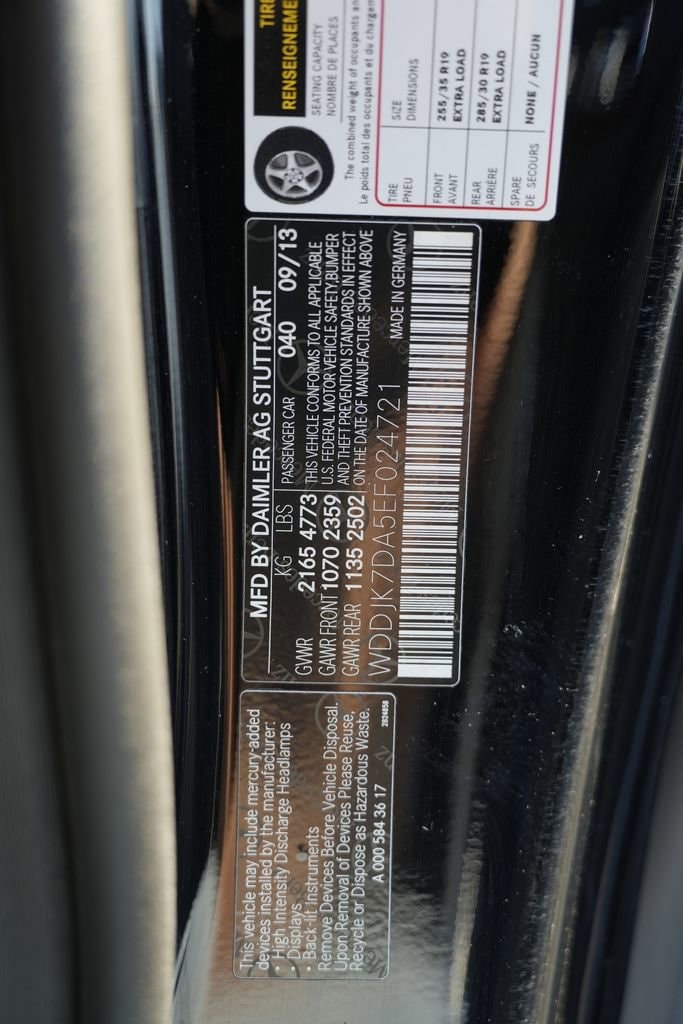 TIRE
RENSEIGNEME
SEATING CAPACITY
NOMBRE DE PLACES
The combined weight of occupants an
Le poids total des occupants et du chargem
TIRE
PNEU
SIZE
DIMENSIONS
FRONT
AVANT
255/35 R19
EXTRA LOAD
REAR
ARRIÈRE
285/30 R19
EXTRA LOAD
SPARE
DE SECOURS
NONE / AUCUN
MFD BY DAIMLER AG STUTTGART
KG LBS
GVWR 2165 4773
GAWR FRONT 1070 2359
GAWR REAR 1135 2502
PASSENGER CAR 040 09/13
THIS VEHICLE CONFORMS TO ALL APPLICABLE
U.S. FEDERAL MOTOR VEHICLE SAFETY,BUMPER
AND THEFT PREVENTION STANDARDS IN EFFECT
ON THE DATE OF MANUFACTURE SHOWN ABOVE
WDDJK7DA5EF024721 MADE IN GERMANY
This vehicle may include mercury-added
devices installed by the manufacturer:
· High Intensity Discharge Headlamps
· Displays
· Back-lit Instruments
Remove Devices Before Vehicle Disposal.
Upon Removal of Devices Please Reuse,
Recycle or Dispose as Hazardous Waste.
A 000 584 36 17